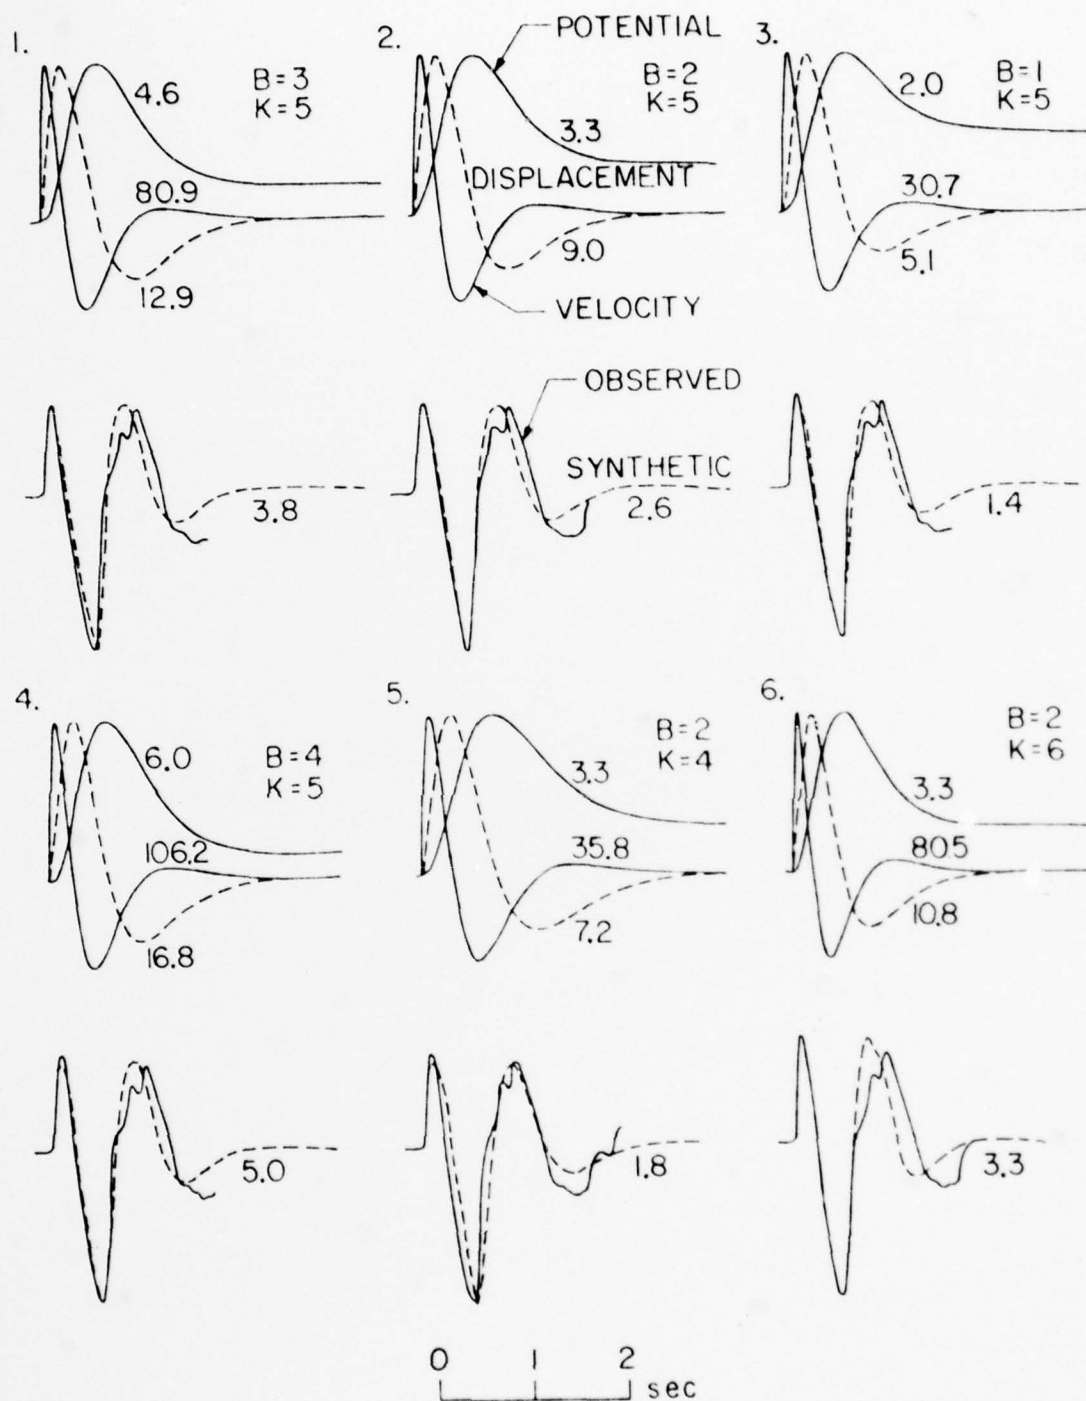 1.
B=3
K=5
4.6
80.9
12.9
3.8
2.
POTENTIAL
B=2
K=5
3.3
DISPLACEMENT
9.0
VELOCITY
OBSERVED
SYNTHETIC
2.6
3.
B=1
K=5
2.0
30.7
5.1
1.4
4.
B=4
K=5
6.0
106.2
16.8
5.0
5.
B=2
K=4
3.3
35.8
7.2
1.8
6.
B=2
K=6
3.3
805
10.8
3.3
0 1 2
sec